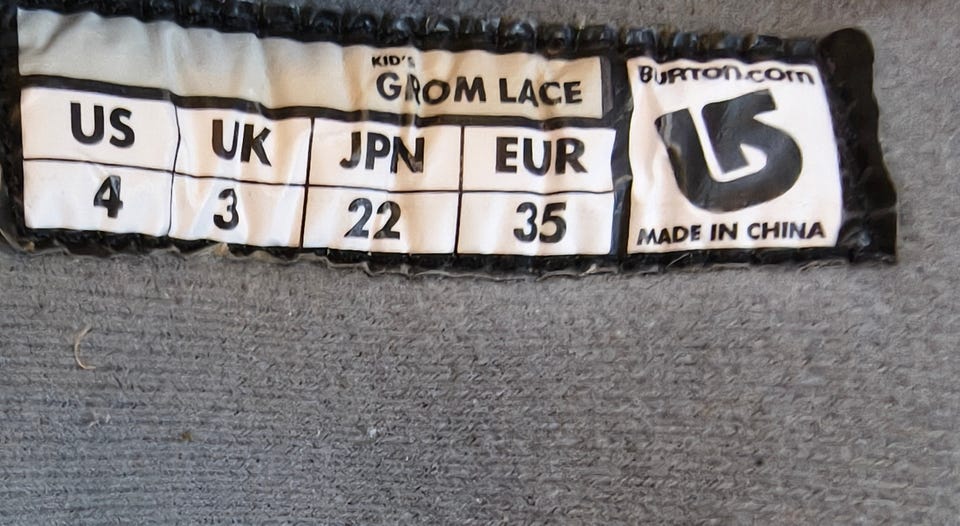 KID'S
GROM LACE
US UK JPN EUR
4 3 22 35
BURTON.com
MADE IN CHINA